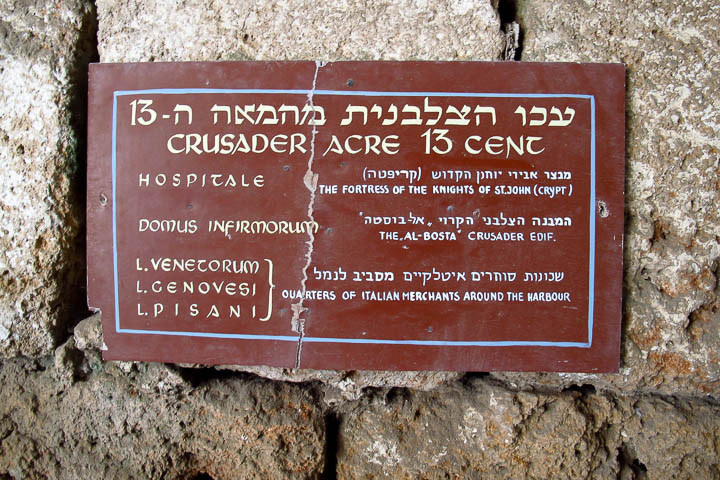 עכו הצלבנית מהמאה ה-13
CRUSADER ACRE 13 CENT
HOSPITALE
מבצר אבירי יוחנן הקדוש (קריפטה)
THE FORTRESS OF THE KNIGHTS OF ST. JOHN (CRYPT)
DOMUS INFIRMORUM
המבנה הצלבני הקרוי "אל בוסטה"
THE „AL-BOSTA" CRUSADER EDIF.
L. VENETORUM
L. GENOVESI
L. PISANI
שכונות סוחרים איטלקיים מסביב לנמל
QUARTERS OF ITALIAN MERCHANTS AROUND THE HARBOUR